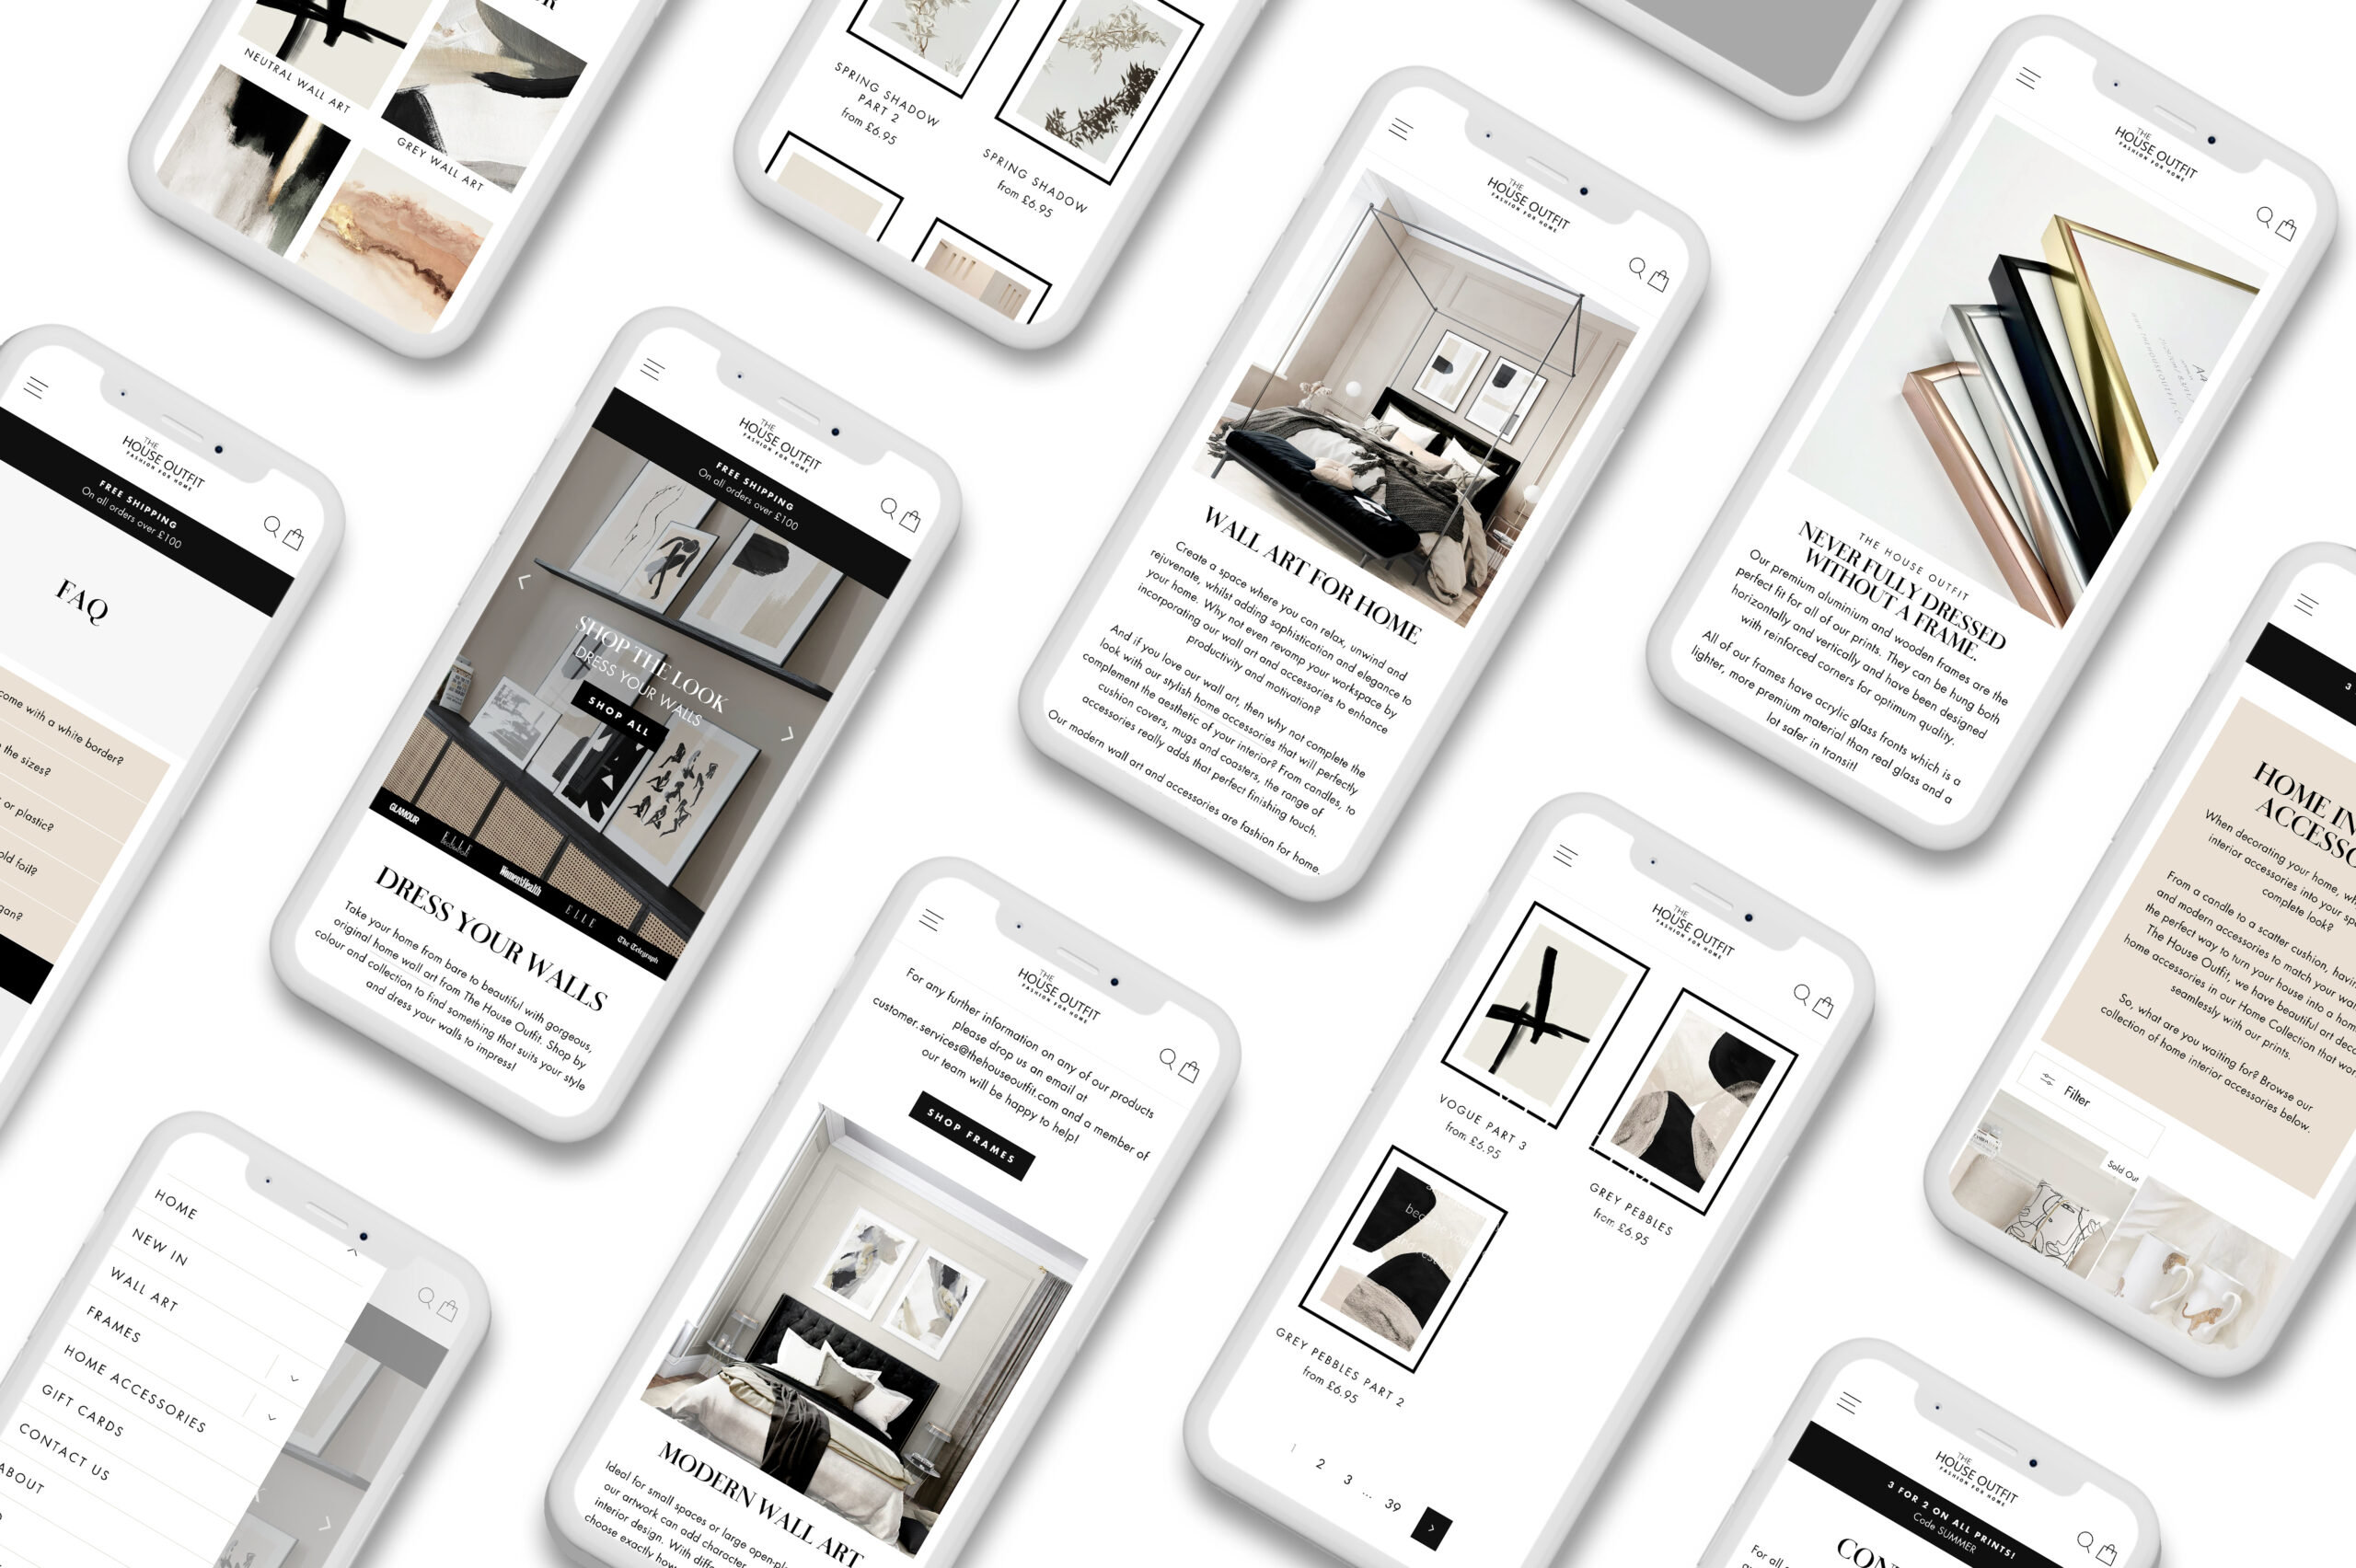 NEUTRAL WALL ART
GREY WALL ART
SPRING SHADOW
PART 2
from £6.95
SPRING SHADOW
from £6.95
THE
HOUSE OUTFIT
FASHION FOR HOME
WALL ART FOR HOME
Create a space where you can relax, unwind and
rejuvenate, whilst adding sophistication and elegance to
your home. Why not even revamp your workspace by
incorporating our wall art and accessories to enhance
productivity and motivation?
And if you love our wall art, then why not complete the
look with our stylish home accessories that will perfectly
complement the aesthetic of your interior? From candles, to
cushion covers, mugs and coasters, the range of
accessories really adds that perfect finishing touch.
Our modern wall art and accessories are fashion for home.
THE
HOUSE OUTFIT
FASHION FOR HOME
A4
THE HOUSE OUTFIT
NEVER FULLY DRESSED
WITHOUT A FRAME.
Our premium aluminium and wooden frames are the
perfect fit for all of our prints. They can be hung both
horizontally and vertically and have been designed
with reinforced corners for optimum quality.
All of our frames have acrylic glass fronts which is a
lighter, more premium material than real glass and a
lot safer in transit!
THE
HOUSE OUTFIT
FASHION FOR HOME
FREE SHIPPING
On all orders over £100
FAQ
come with a white border?
the sizes?
or plastic?
old foil?
gan?
THE
HOUSE OUTFIT
FASHION FOR HOME
FREE SHIPPING
On all orders over £100
SHOP THE LOOK
DRESS YOUR WALLS
SHOP ALL
GLAMOUR
ELLE
Decoration
Women'sHealth
ELLE
The Telegraph
DRESS YOUR WALLS
Take your home from bare to beautiful with gorgeous,
original home wall art from The House Outfit. Shop by
colour and collection to find something that suits your style
and dress your walls to impress!
3
HOME IN
ACCESSO
When decorating your home, wh
interior accessories into your spa
complete look?
From a candle to a scatter cushion, havin
and modern accessories to match your wal
the perfect way to turn your house into a hom
The House Outfit, we have beautiful art deco
home accessories in our Home Collection that wor
seamlessly with our prints.
So, what are you waiting for? Browse our
collection of home interior accessories below.
Filter
Sold Out
HOME
NEW IN
WALL ART
FRAMES
HOME ACCESSORIES
GIFT CARDS
CONTACT US
ABOUT
THE
HOUSE OUTFIT
FASHION FOR HOME
For any further information on any of our products
please drop us an email at
customer.services@thehouseoutfit.com and a member of
our team will be happy to help!
SHOP FRAMES
MODERN WALL ART
Ideal for small spaces or large open-pl
our artwork can add character
interior design. With diffe
choose exactly how
THE
HOUSE OUTFIT
FASHION FOR HOME
VOGUE PART 3
from £6.95
GREY PEBBLES
from £6.95
GREY PEBBLES PART 2
from £6.95
1 2 3 ... 39
THE
HOUSE OUTFIT
FASHION FOR HOME
3 FOR 2 ON ALL PRINTS!
Code SUMMER
CON
For all